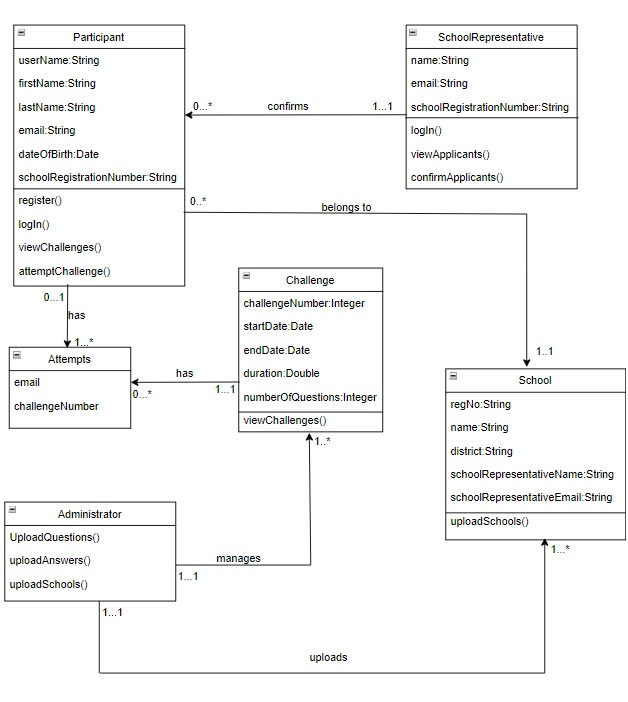 Participant
userName:String
firstName:String
lastName:String
email:String
dateOfBirth:Date
schoolRegistrationNumber:String
register()
logIn()
viewChallenges()
attemptChallenge()
SchoolRepresentative
name:String
email:String
schoolRegistrationNumber:String
logIn()
viewApplicants()
confirmApplicants()
0..*
confirms
1...1
0..*
belongs to
1..1
0...1
has
1...*
Attempts
email
challengeNumber
has
0...*
1...1
Challenge
challengeNumber:Integer
startDate:Date
endDate:Date
duration:Double
numberOfQuestions:Integer
viewChallenges()
1..*
School
regNo:String
name:String
district:String
schoolRepresentativeName:String
schoolRepresentativeEmail:String
uploadSchools()
1...*
Administrator
UploadQuestions()
uploadAnswers()
uploadSchools()
manages
1...1
1...1
uploads